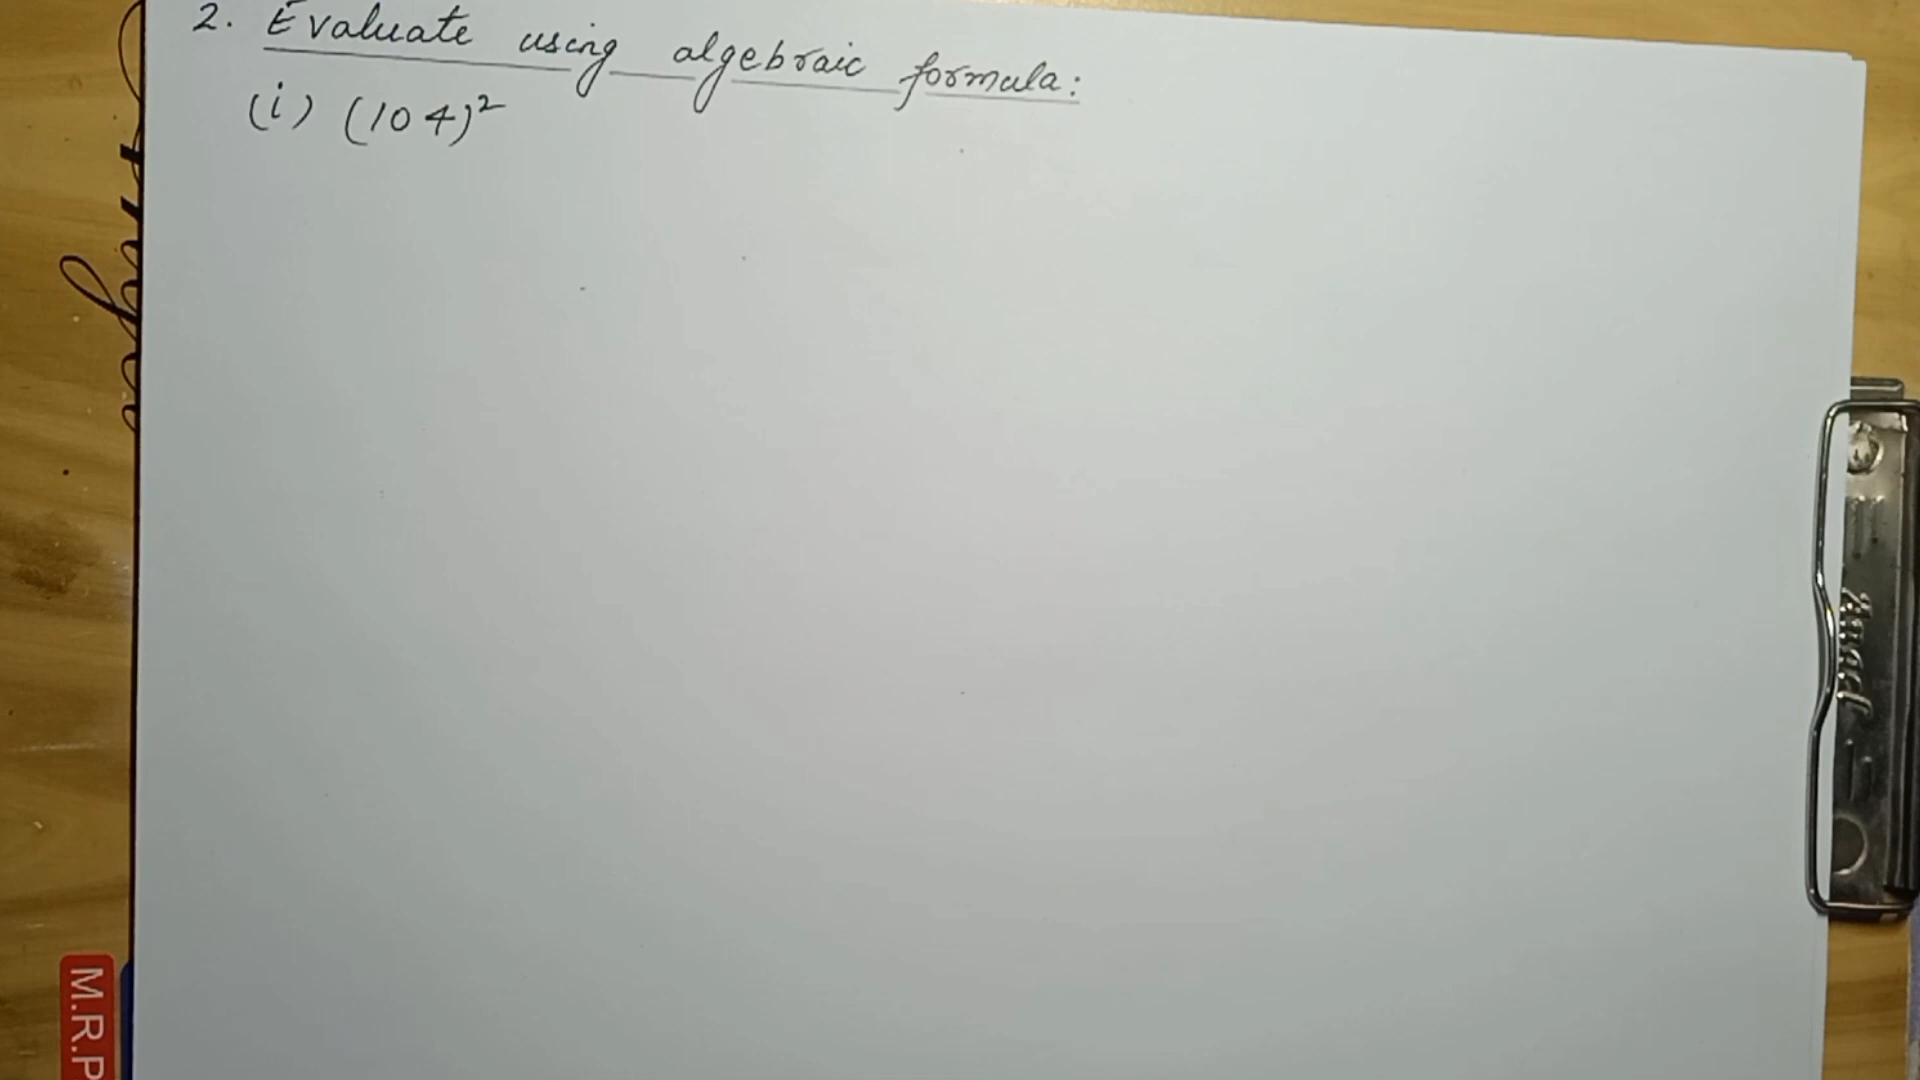 2. Evaluate using algebraic formula:
(i) (104)²
M.R.P